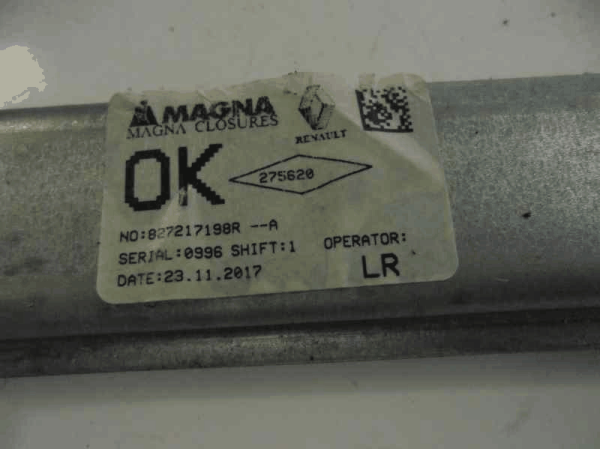 MAGNA
MAGNA CLOSURES
RENAULT
OK
275620
NO:827217198R --A
SERIAL:0996 SHIFT:1
OPERATOR:
DATE:23.11.2017
LR